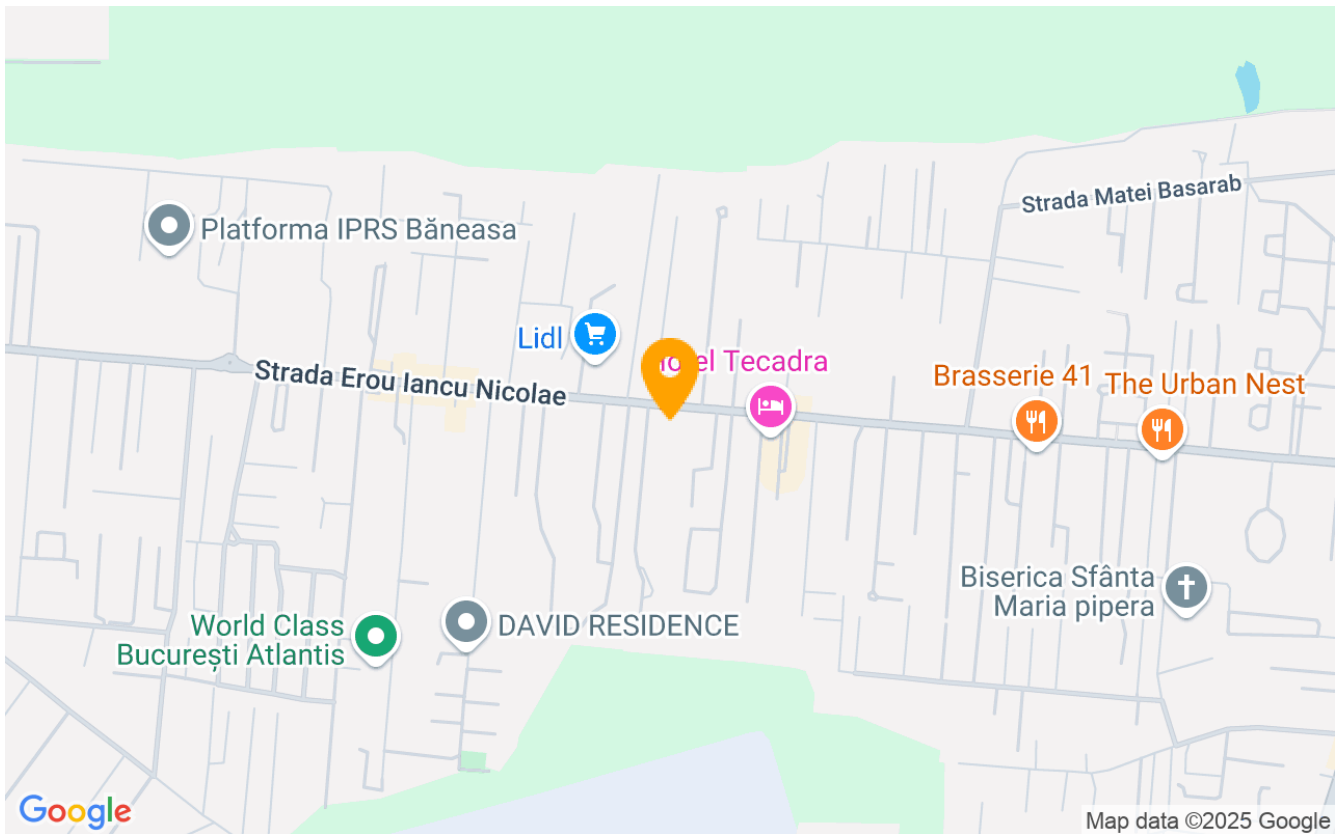 Strada Matei Basarab
Platforma IPRS Băneasa
Lidl
Strada Erou Iancu Nicolae
Tecadra
Brasserie 41
The Urban Nest
Biserica Sfânta
Maria pipera
World Class
București Atlantis
DAVID RESIDENCE
Google
Map data ©2025 Google